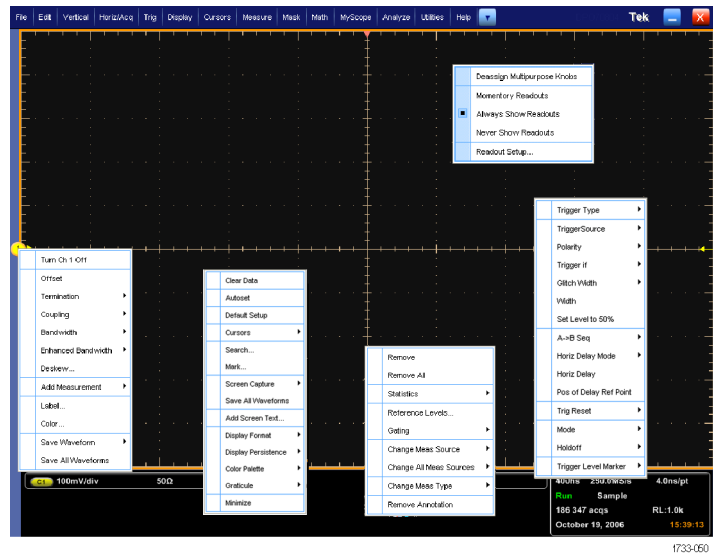 File Edit Vertical Horiz/Acq Trig Display Cursors Measure Mask Math MyScope Analyze Utilities Help Tek
Deassign Multipurpose Knobs
Momentory Readouts
Always Show Readouts
Never Show Readouts
Readout Setup...
Trigger Type
TriggerSource
Polarity
Trigger if
Glitch Width
Width
Set Level to 50%
A->B Seq
Horiz Delay Mode
Horiz Delay
Pos of Delay Ref Point
Trig Reset
Mode
Holdoff
Trigger Level Marker
Turn Ch 1 Off
Offset
Termination
Coupling
Bandwidth
Enhanced Bandwidth
Deskew...
Add Measurement
Label...
Color...
Save Waveform
Save All Waveforms
Clear Data
Autoset
Default Setup
Cursors
Search...
Mark...
Screen Capture
Save All Waveforms
Add Screen Text...
Display Format
Display Persistence
Color Palette
Graticule
Minimize
Remove
Remove All
Statistics
Reference Levels...
Gating
Change Meas Source
Change All Meas Sources
Change Meas Type
Remove Annotation
C1 100mV/div 50Ω
400ns 250.0MS/s 4.0ns/pt
Run Sample
186 347 acqs RL:1.0k
October 19, 2006 15:39:13
1733-050